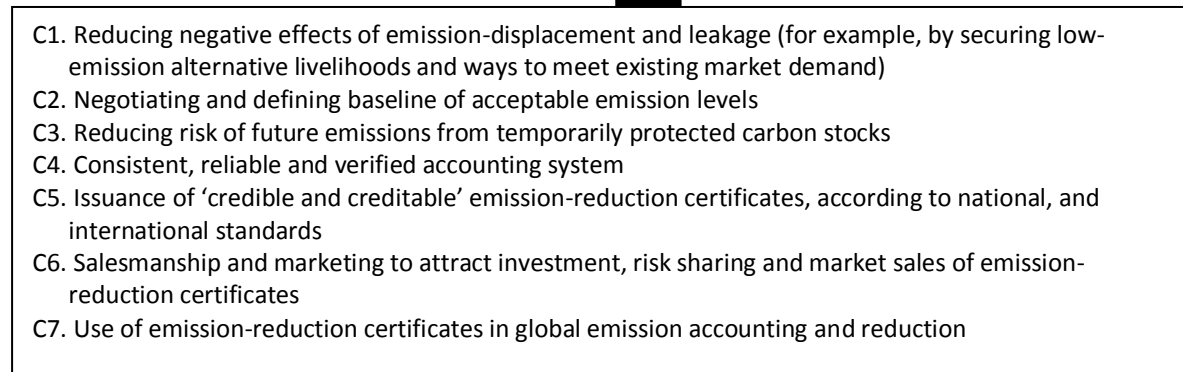 C1. Reducing negative effects of emission-displacement and leakage (for example, by securing low-
emission alternative livelihoods and ways to meet existing market demand)
C2. Negotiating and defining baseline of acceptable emission levels
C3. Reducing risk of future emissions from temporarily protected carbon stocks
C4. Consistent, reliable and verified accounting system
C5. Issuance of ‘credible and creditable’ emission-reduction certificates, according to national, and
international standards
C6. Salesmanship and marketing to attract investment, risk sharing and market sales of emission-
reduction certificates
C7. Use of emission-reduction certificates in global emission accounting and reduction